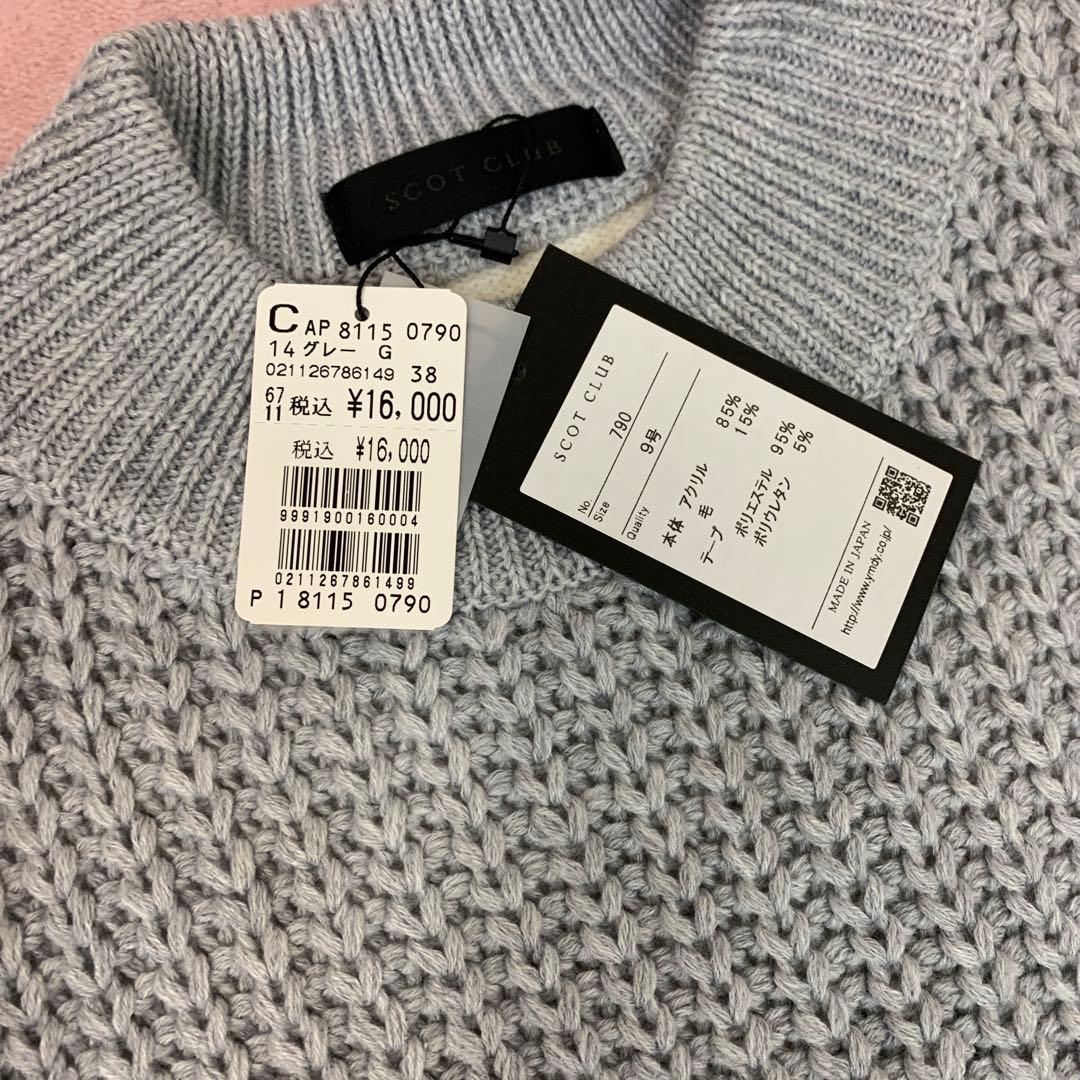 SCOT CLUB
C AP 8115 0790
14 グレー G
021126786149 38
67 11 税込 ¥16,000
税込 ¥16,000
9991900160004
0211267861499
P 1 8115 0790
SCOT CLUB
No. 790
Size 9号
Quality
本体 アクリル 85%
毛 15%
テープ ポリエステル 95%
ポリウレタン 5%
MADE IN JAPAN
http://www.ymdy.co.jp/